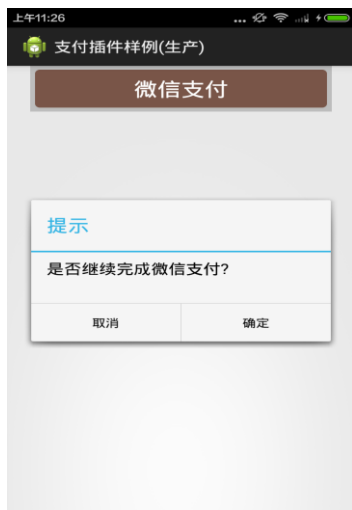 上午11:26
支付插件样例(生产)
微信支付
提示
是否继续完成微信支付?
取消
确定